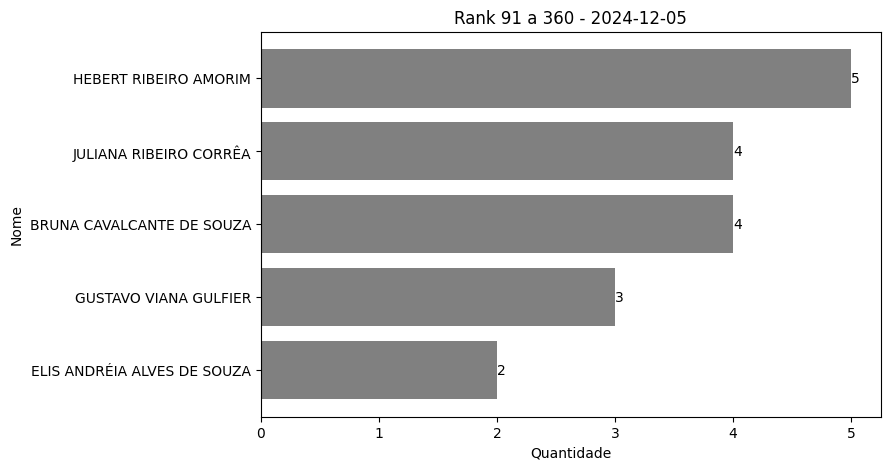 Rank 91 a 360 - 2024-12-05
HEBERT RIBEIRO AMORIM
5
JULIANA RIBEIRO CORRÊA
4
BRUNA CAVALCANTE DE SOUZA
4
GUSTAVO VIANA GULFIER
3
ELIS ANDRÉIA ALVES DE SOUZA
2
Nome
0 1 2 3 4 5
Quantidade